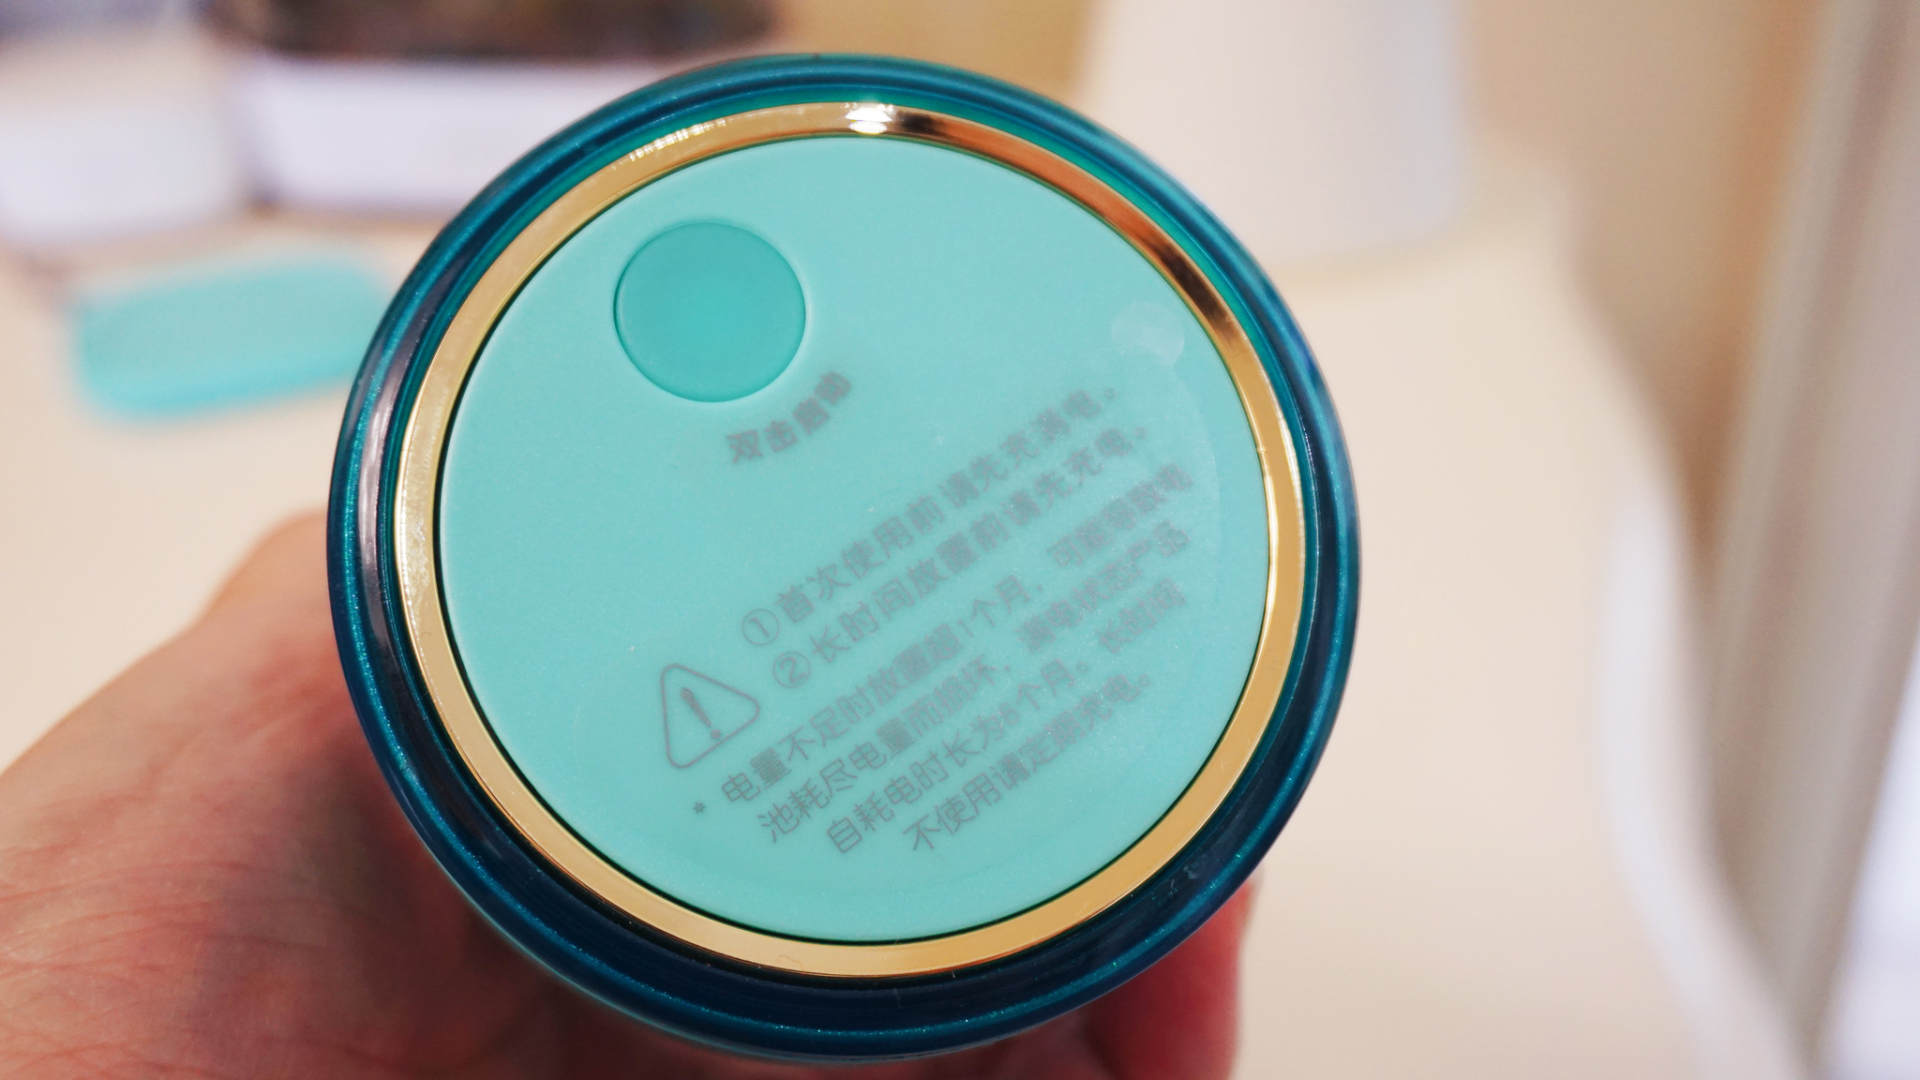 双击
①首次使用前请先充满电。
②长时间放置前请先充电。
* 电量不足时放置超1个月，可能导致电
池耗尽电量而损坏，满电状态产品
自耗电时长为6个月。长时间
不使用请定期充电。